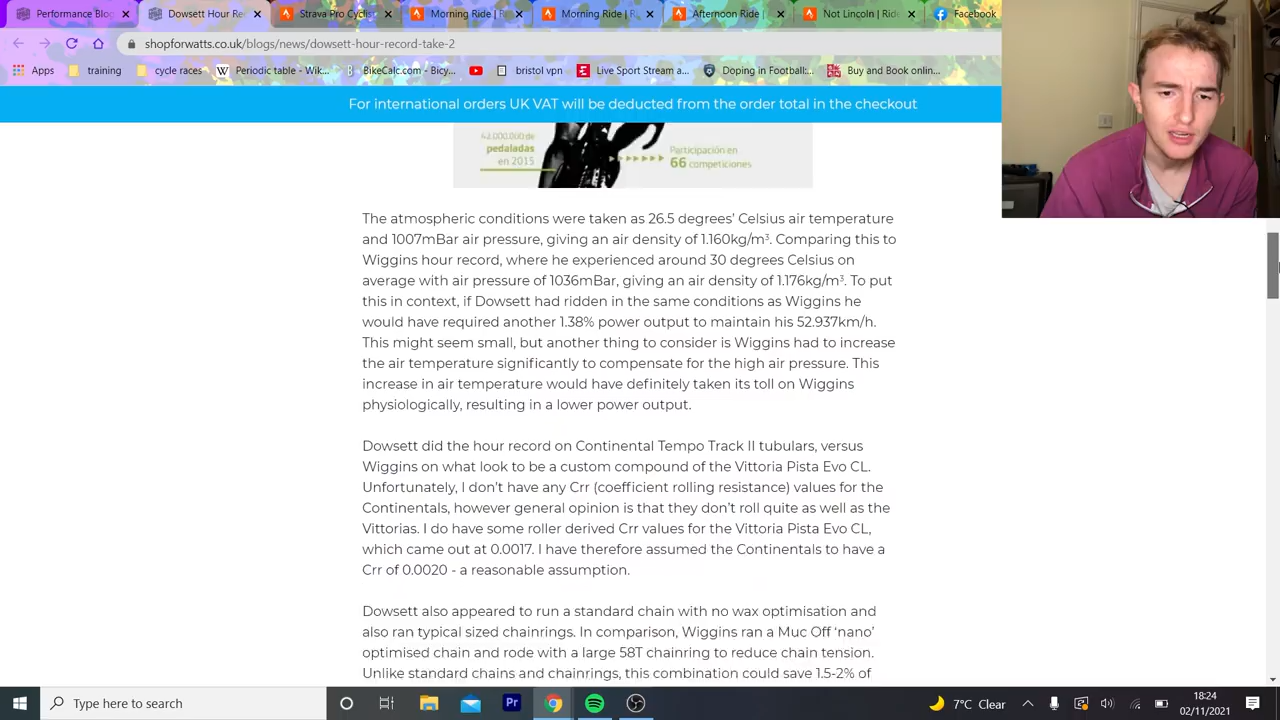 Performance Blog
Dowsett Hour Re
Strava Pro Cyclist
Morning Ride | R
Morning Ride | R
Afternoon Ride |
Not Lincoln | Ride
Facebook
shopforwatts.co.uk/blogs/news/dowsett-hour-record-take-2
Apps
training
cycle races
Periodic table - Wik...
BikeCalc.com - Bicy...
bristol vpn
Live Sport Stream a...
Doping in Football:...
Buy and Book onlin...
For international orders UK VAT will be deducted from the order total in the checkout
42.000.000 de
pedaladas
en 2015
Participación en
66 competiciones
The atmospheric conditions were taken as 26.5 degrees’ Celsius air temperature
and 1007mBar air pressure, giving an air density of 1.160kg/m³. Comparing this to
Wiggins hour record, where he experienced around 30 degrees Celsius on
average with air pressure of 1036mBar, giving an air density of 1.176kg/m³. To put
this in context, if Dowsett had ridden in the same conditions as Wiggins he
would have required another 1.38% power output to maintain his 52.937km/h.
This might seem small, but another thing to consider is Wiggins had to increase
the air temperature significantly to compensate for the high air pressure. This
increase in air temperature would have definitely taken its toll on Wiggins
physiologically, resulting in a lower power output.
Dowsett did the hour record on Continental Tempo Track II tubulars, versus
Wiggins on what look to be a custom compound of the Vittoria Pista Evo CL.
Unfortunately, I don’t have any Crr (coefficient rolling resistance) values for the
Continentals, however general opinion is that they don’t roll quite as well as the
Vittorias. I do have some roller derived Crr values for the Vittoria Pista Evo CL,
which came out at 0.0017. I have therefore assumed the Continentals to have a
Crr of 0.0020 - a reasonable assumption.
Dowsett also appeared to run a standard chain with no wax optimisation and
also ran typical sized chainrings. In comparison, Wiggins ran a Muc Off ‘nano’
optimised chain and rode with a large 58T chainring to reduce chain tension.
Unlike standard chains and chainrings, this combination could save 1.5-2% of
Type here to search
Pr
7°C Clear
18:24
02/11/2021